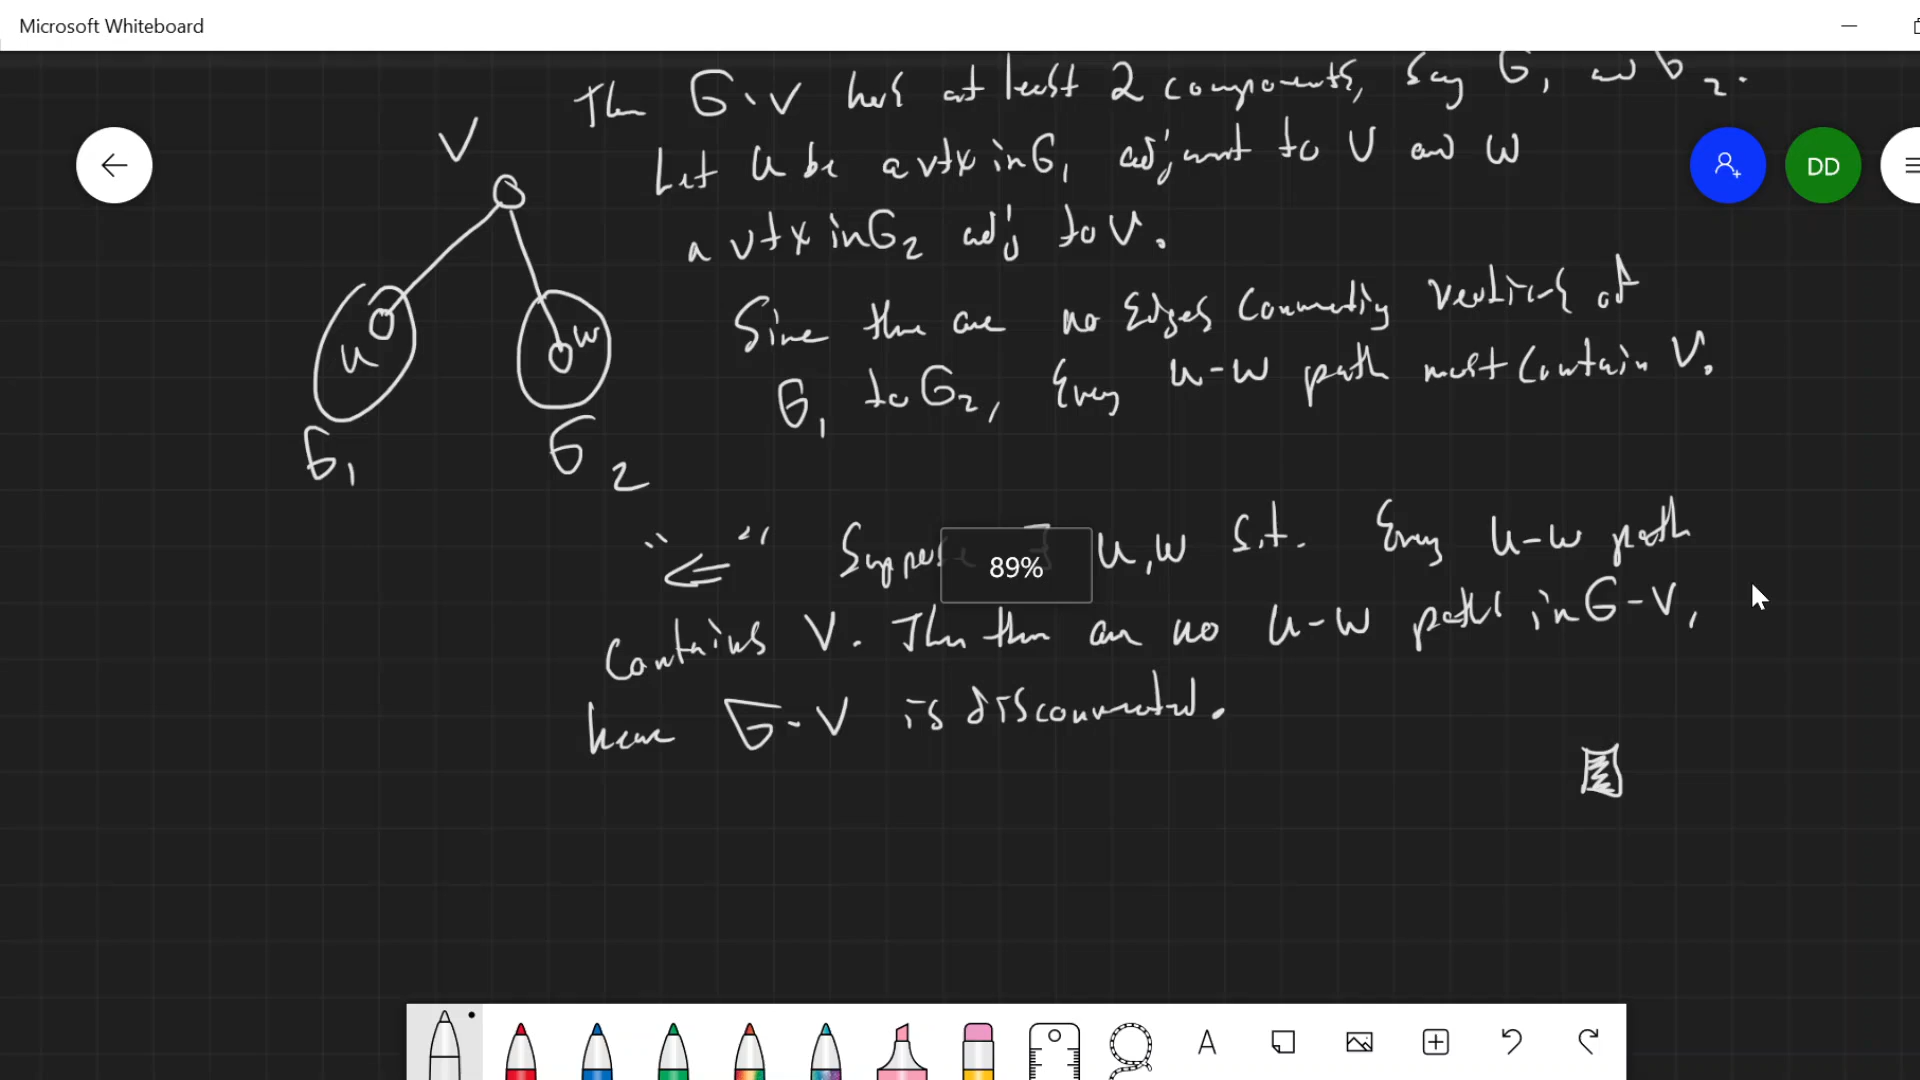 Microsoft Whiteboard
Then G-V has at least 2 components, say G1 and G2.
V
Let u be a vtx in G1 adjacent to V and w
DD
a vtx in G2 adj to V.
Since there are no Edges Connecting vertices of
u
w
G1 to G2, Every u-w path must contain V.
G1
G2
"<=" Suppose ∃ u,w s.t. Every u-w path
89%
contains V. Then there are no u-w paths in G-V,
hence G-V is disconnected.
A